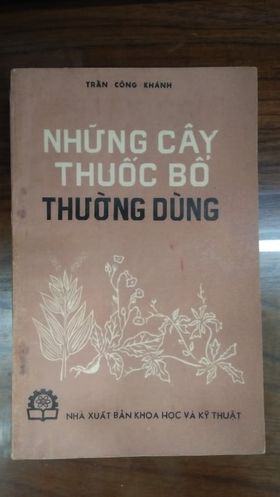 TRẦN CÔNG KHÁNH
NHỮNG CÂY
THUỐC BỔ
THƯỜNG DÙNG
NHÀ XUẤT BẢN KHOA HỌC VÀ KỸ THUẬT